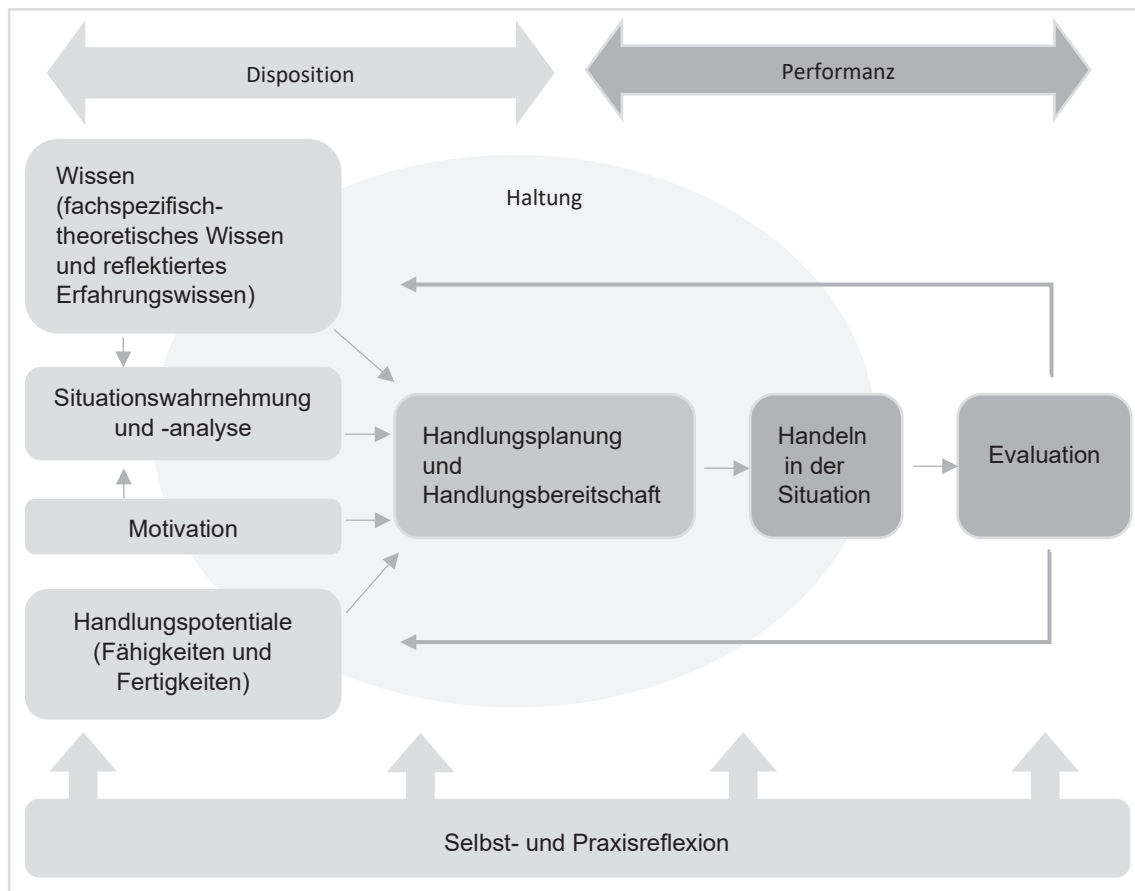 Disposition
Performanz
Haltung
Wissen
(fachspezifisch-
theoretisches Wissen
und reflektiertes
Erfahrungswissen)
Situationswahrnehmung
und -analyse
Motivation
Handlungspotentiale
(Fähigkeiten und
Fertigkeiten)
Handlungsplanung
und
Handlungsbereitschaft
Handeln
in der
Situation
Evaluation
Selbst- und Praxisreflexion